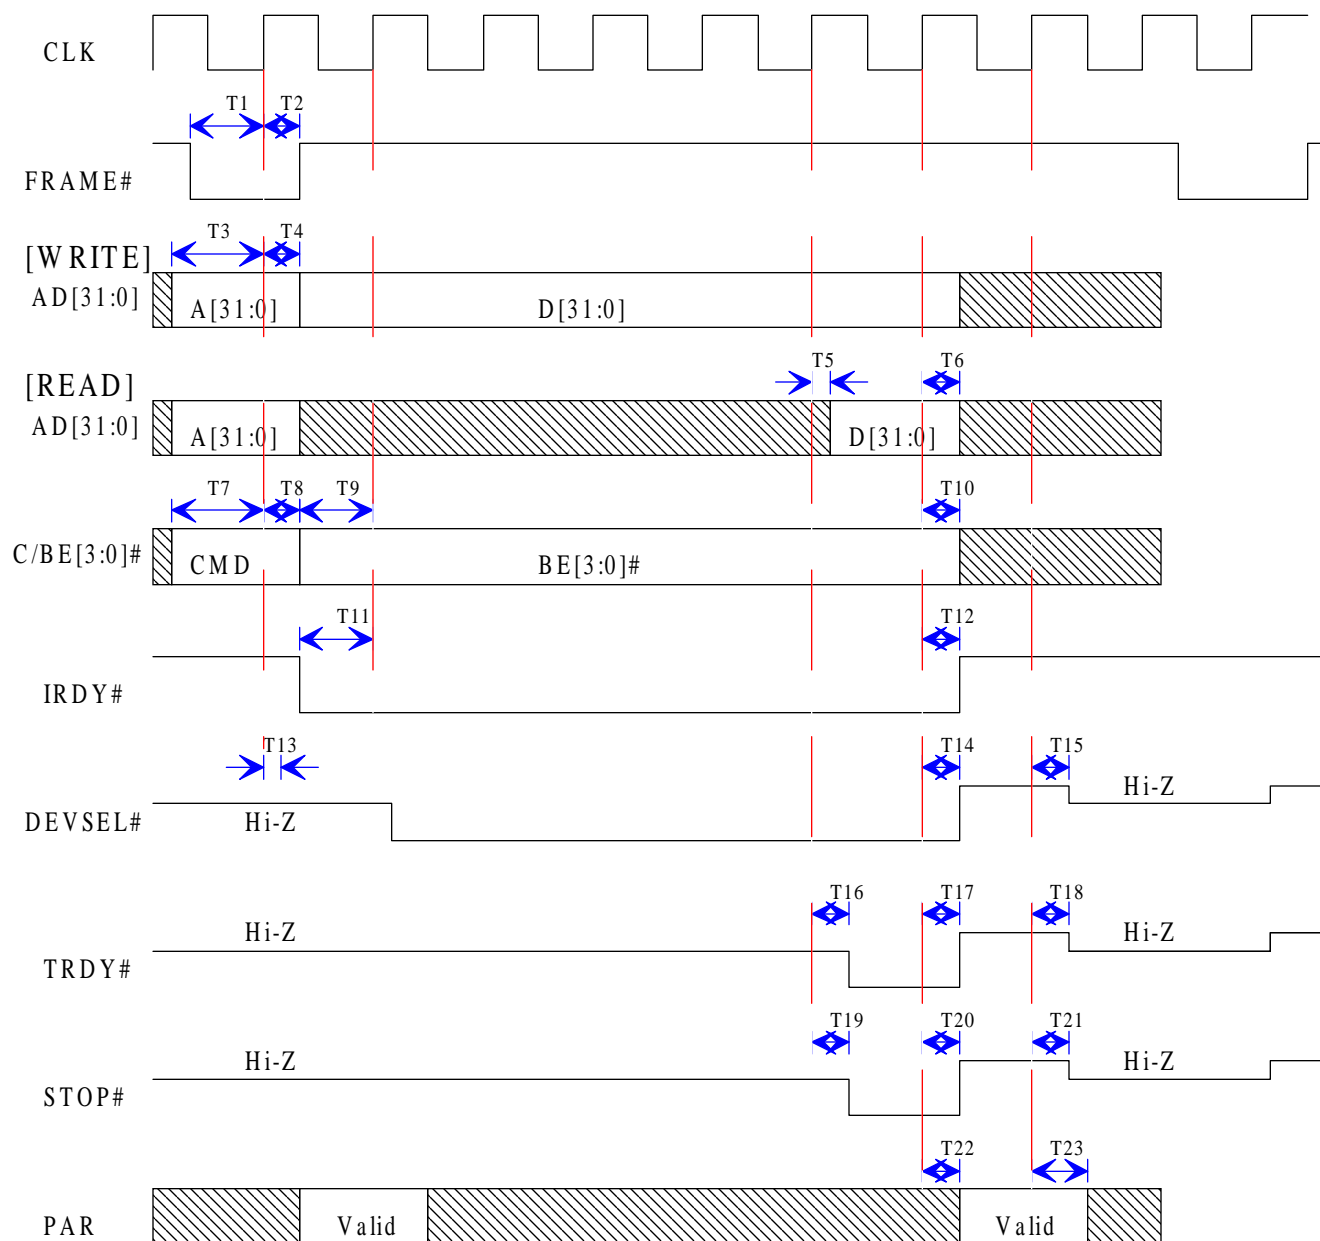 CLK
T1 T2
FRAME#
T3 T4
[WRITE]
AD[31:0] A[31:0] D[31:0]
T5 T6
[READ]
AD[31:0] A[31:0] D[31:0]
T7 T8 T9 T10
C/BE[3:0]# CMD BE[3:0]#
T11 T12
IRDY#
T13 T14 T15
DEVSEL# Hi-Z Hi-Z
T16 T17 T18
Hi-Z Hi-Z
TRDY#
T19 T20 T21
Hi-Z Hi-Z
STOP#
T22 T23
PAR Valid Valid